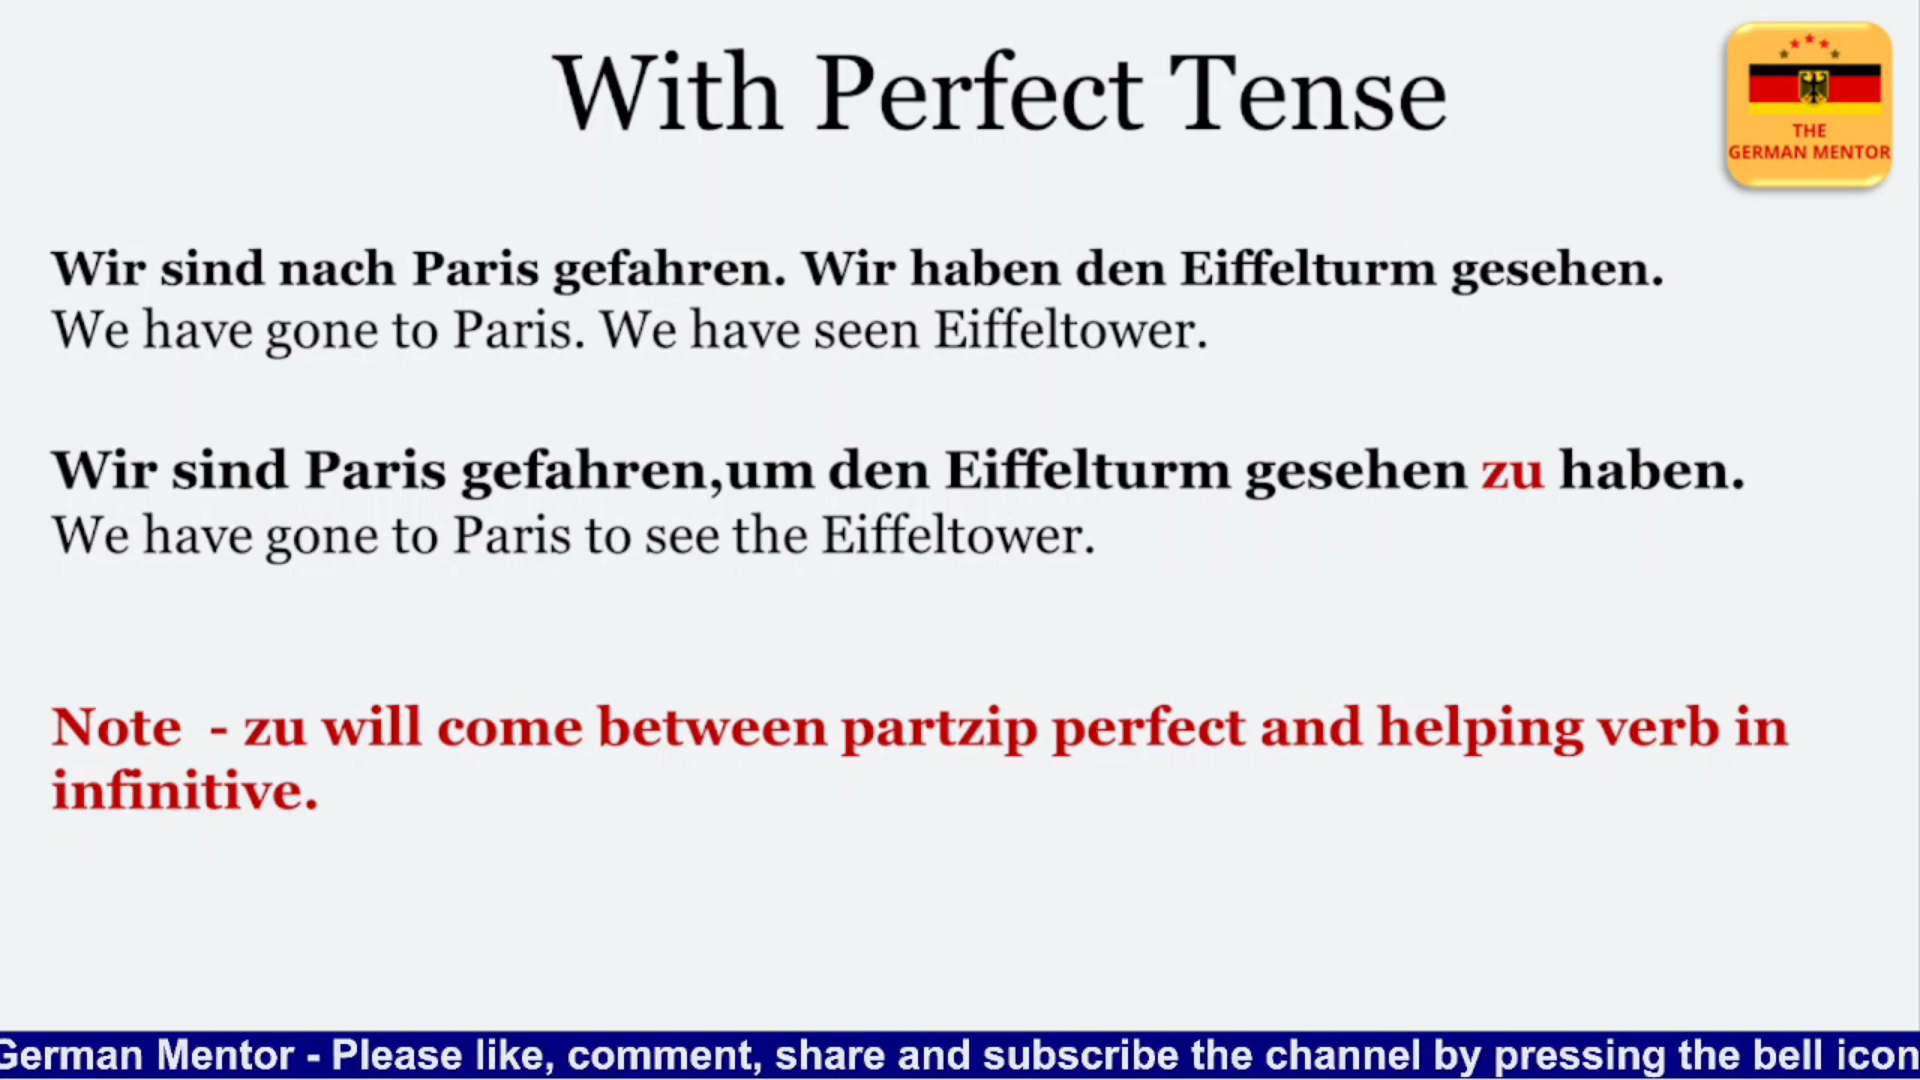 With Perfect Tense
THE
GERMAN MENTOR
Wir sind nach Paris gefahren. Wir haben den Eiffelturm gesehen.
We have gone to Paris. We have seen Eiffeltower.
Wir sind Paris gefahren,um den Eiffelturm gesehen zu haben.
We have gone to Paris to see the Eiffeltower.
Note - zu will come between partzip perfect and helping verb in
infinitive.
German Mentor - Please like, comment, share and subscribe the channel by pressing the bell icon